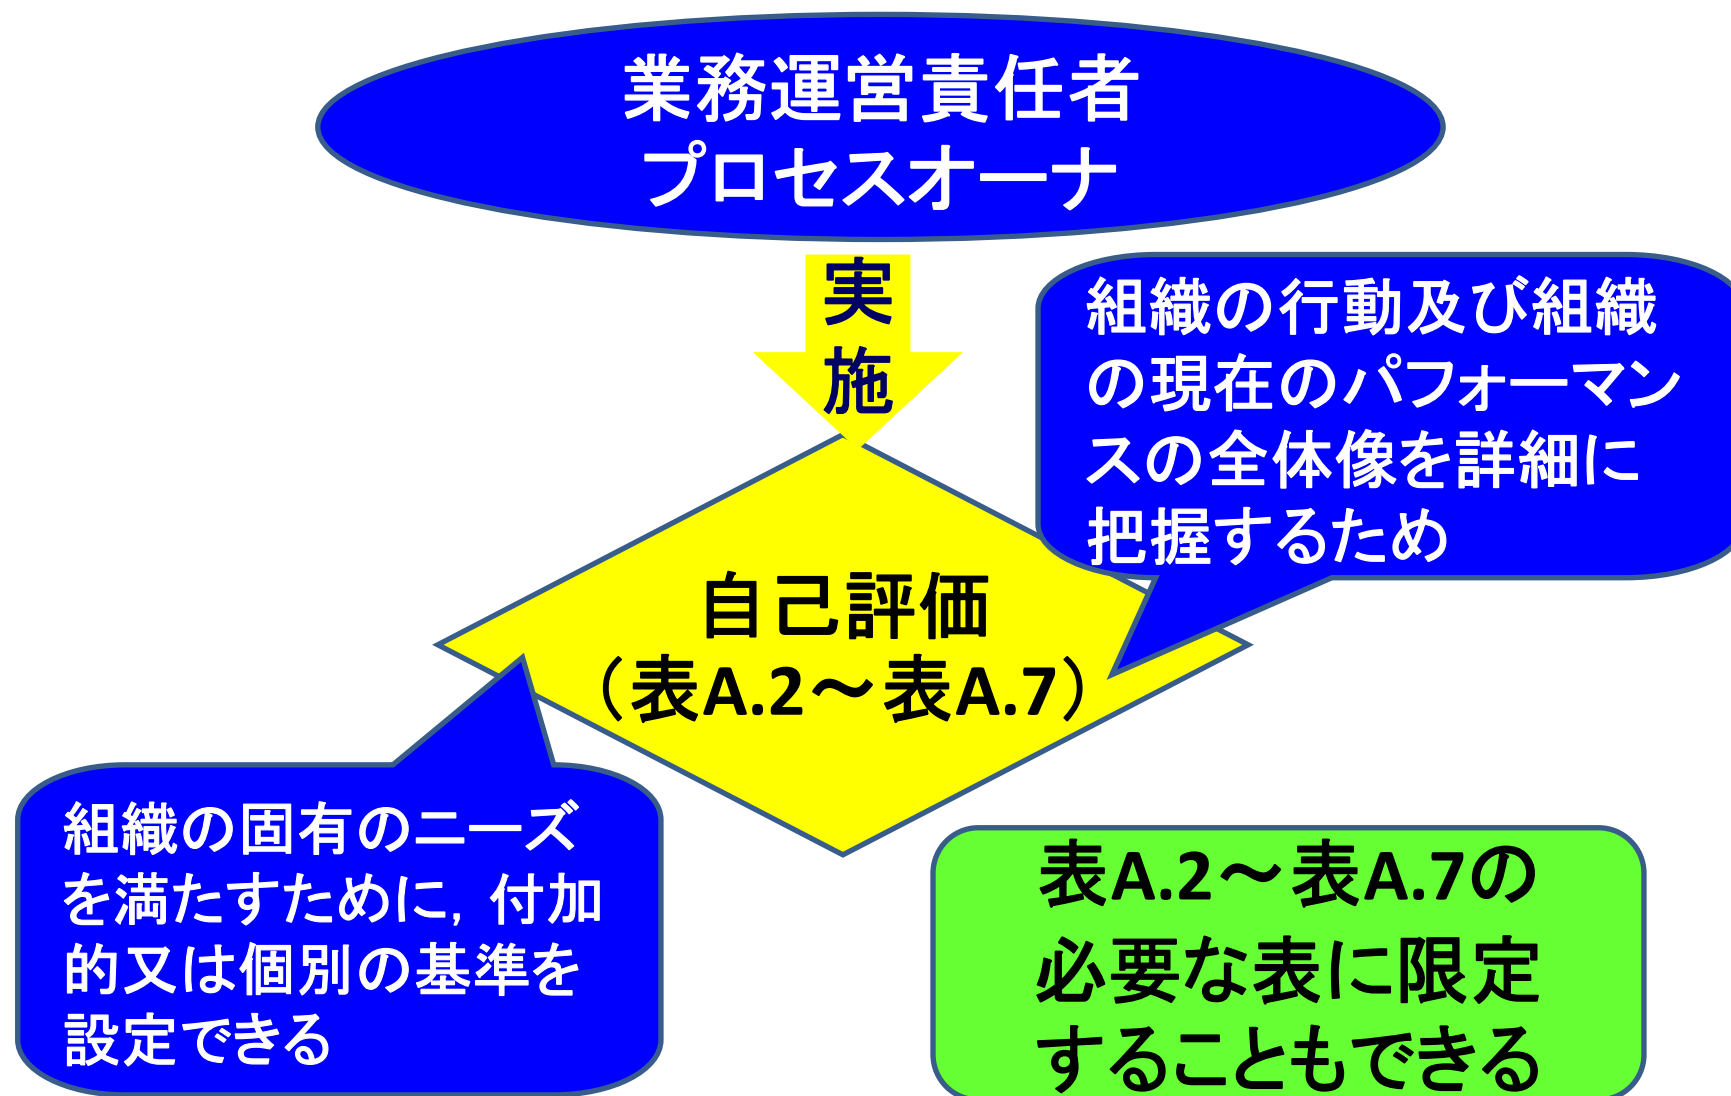 業務運営責任者
プロセスオーナ
実
施
組織の行動及び組織
の現在のパフォーマン
スの全体像を詳細に
把握するため
自己評価
（表A.2～表A.7）
組織の固有のニーズ
を満たすために，付加
的又は個別の基準を
設定できる
表A.2～表A.7の
必要な表に限定
することもできる